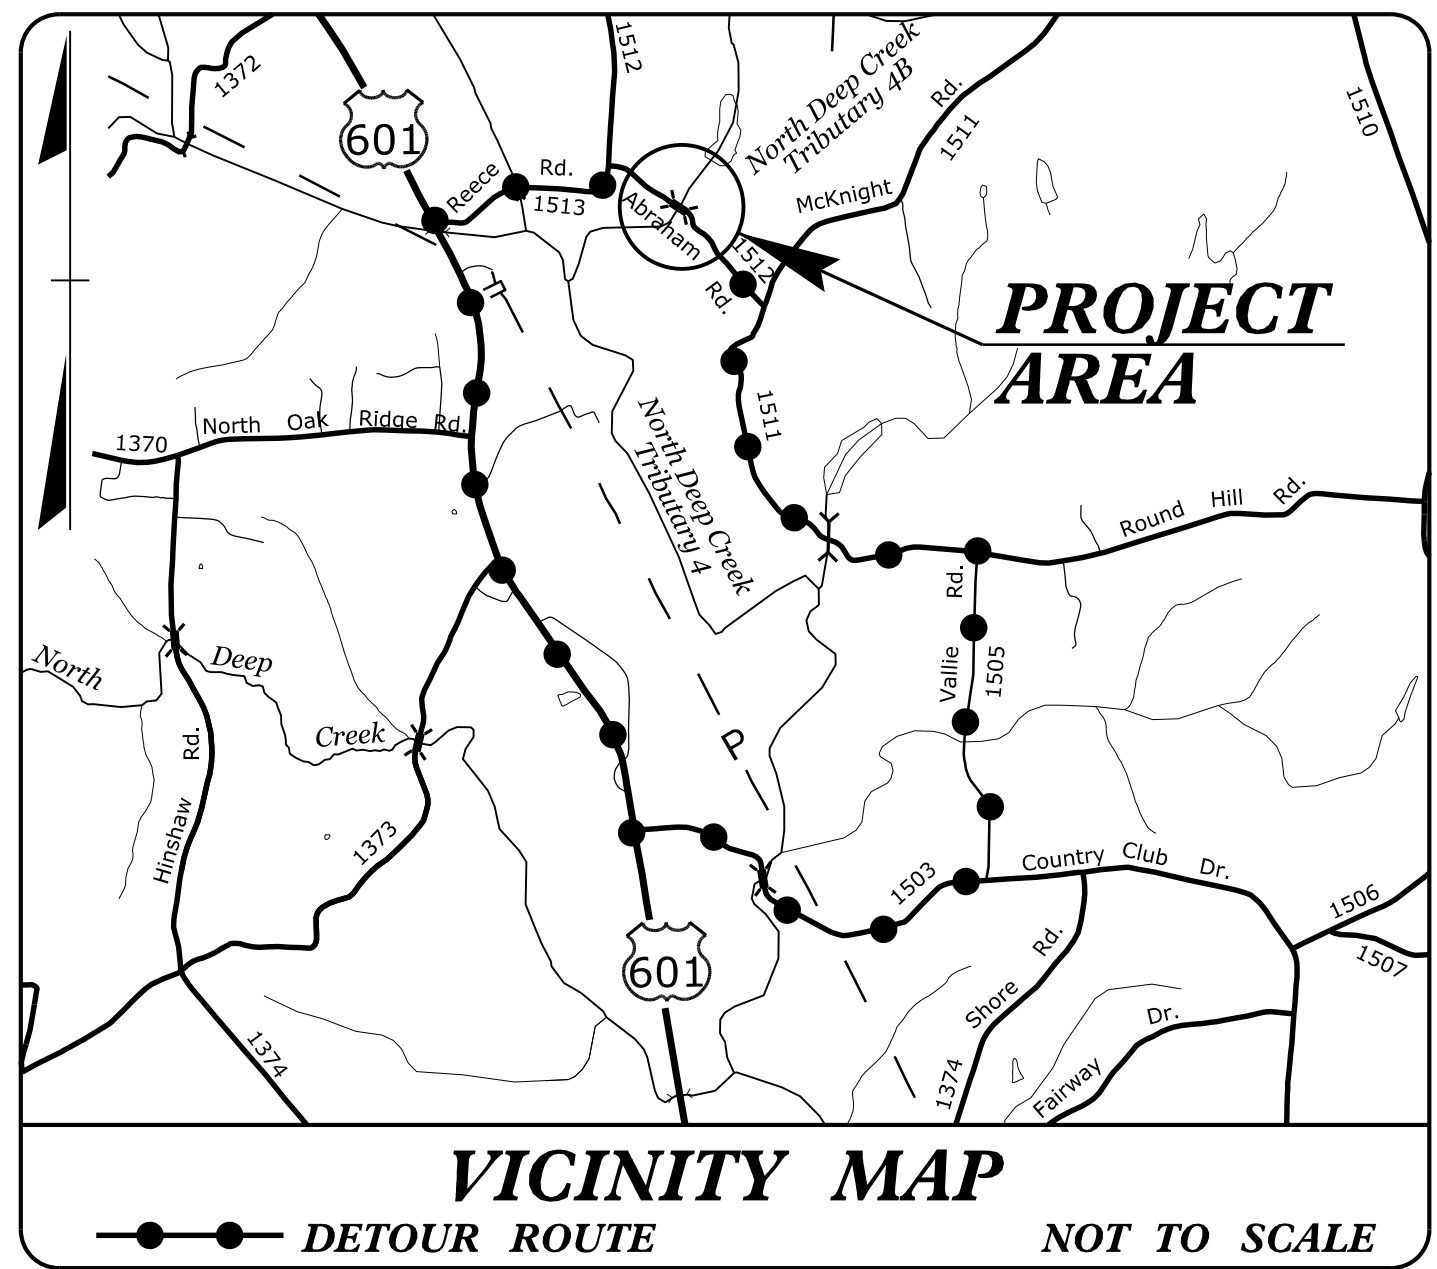 1372
1512
North Deep Creek
Tributary 4B
Rd.
1511
1510
601
Reece
Rd.
1513
Abraham
1512
Rd.
McKnight
PROJECT
AREA
1511
North Deep Creek
Tributary 4
1370
North Oak Ridge Rd.
Round Hill Rd.
Rd.
Vallie
1505
North
Deep
Creek
Rd.
Hinshaw
1373
P
1503
Country Club Dr.
1506
1507
601
Rd.
Shore
1374
Dr.
Fairway
1374
VICINITY MAP
DETOUR ROUTE
NOT TO SCALE